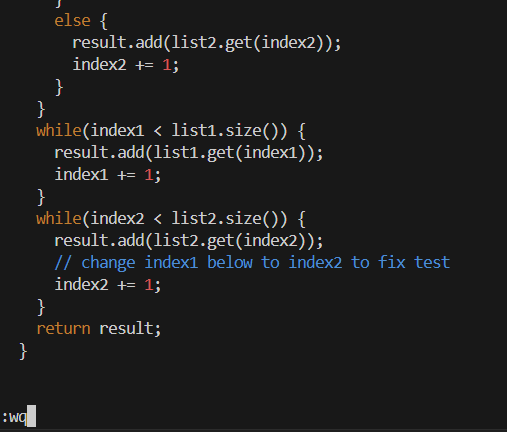 }
    else {
      result.add(list2.get(index2));
      index2 += 1;
    }
  }
  while(index1 < list1.size()) {
    result.add(list1.get(index1));
    index1 += 1;
  }
  while(index2 < list2.size()) {
    result.add(list2.get(index2));
    // change index1 below to index2 to fix test
    index2 += 1;
  }
  return result;
}
:wq